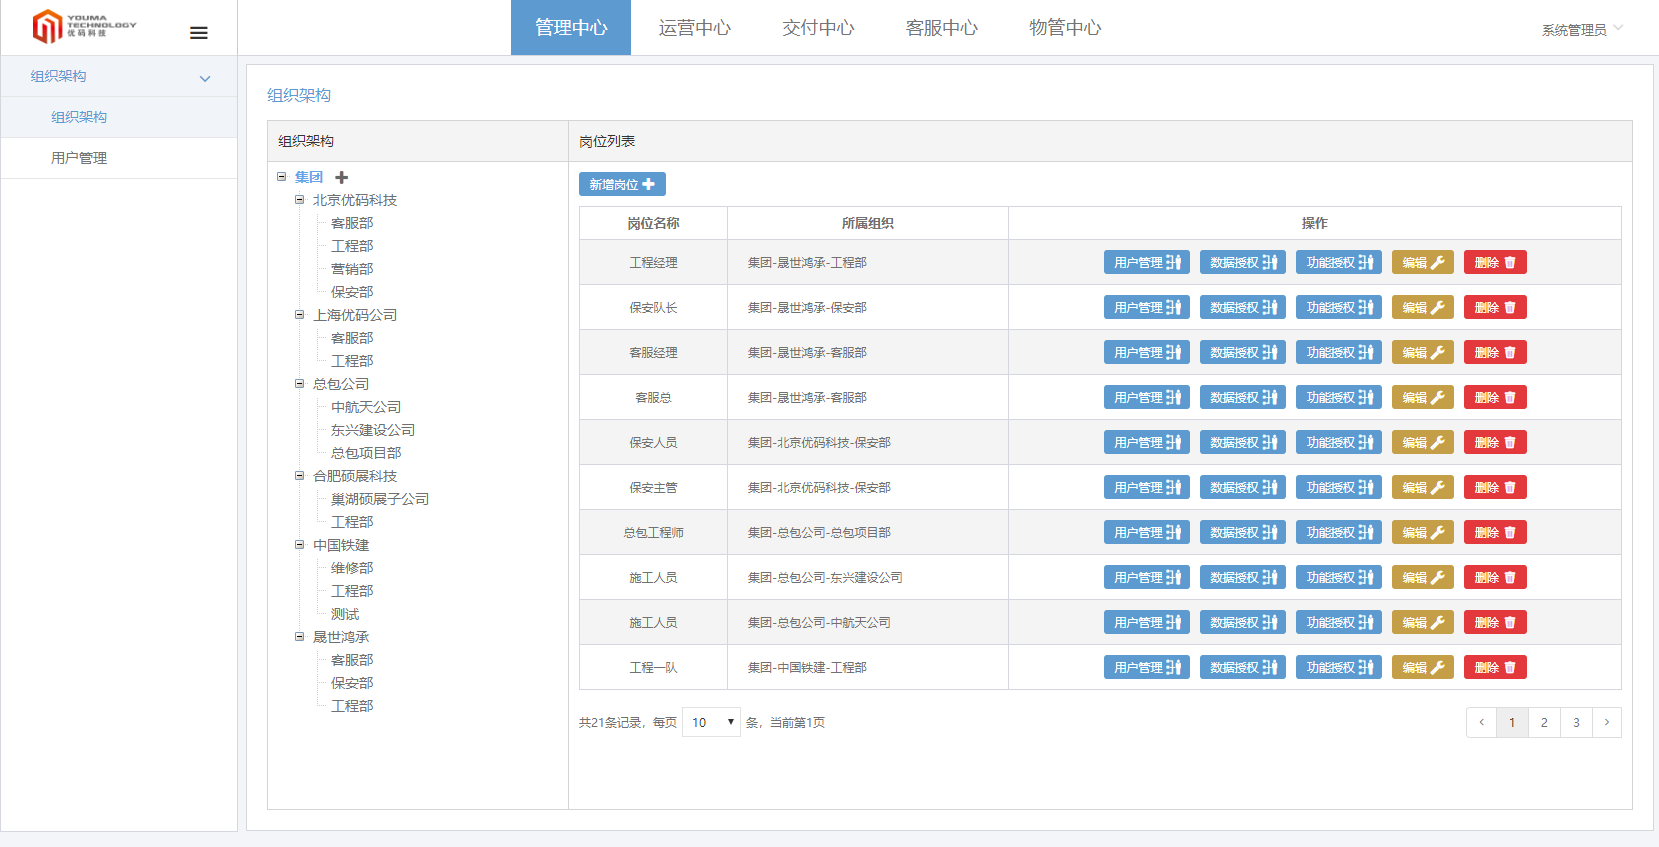 YOUMA
TECHNOLOGY
优码科技
管理中心 运营中心 交付中心 客服中心 物管中心
系统管理员
组织架构
组织架构
用户管理
组织架构
组织架构
集团
北京优码科技
客服部
工程部
营销部
保安部
上海优码公司
客服部
工程部
总包公司
中航天公司
东兴建设公司
总包项目部
合肥硕展科技
巢湖硕展子公司
工程部
中国铁建
维修部
工程部
测试
晟世鸿承
客服部
保安部
工程部
岗位列表
新增岗位
岗位名称 所属组织 操作
工程经理 集团-晟世鸿承-工程部 用户管理 数据授权 功能授权 编辑 删除
保安队长 集团-晟世鸿承-保安部 用户管理 数据授权 功能授权 编辑 删除
客服经理 集团-晟世鸿承-客服部 用户管理 数据授权 功能授权 编辑 删除
客服总 集团-晟世鸿承-客服部 用户管理 数据授权 功能授权 编辑 删除
保安人员 集团-北京优码科技-保安部 用户管理 数据授权 功能授权 编辑 删除
保安主管 集团-北京优码科技-保安部 用户管理 数据授权 功能授权 编辑 删除
总包工程师 集团-总包公司-总包项目部 用户管理 数据授权 功能授权 编辑 删除
施工人员 集团-总包公司-东兴建设公司 用户管理 数据授权 功能授权 编辑 删除
施工人员 集团-总包公司-中航天公司 用户管理 数据授权 功能授权 编辑 删除
工程一队 集团-中国铁建-工程部 用户管理 数据授权 功能授权 编辑 删除
共21条记录，每页 10 条，当前第1页
‹ 1 2 3 ›